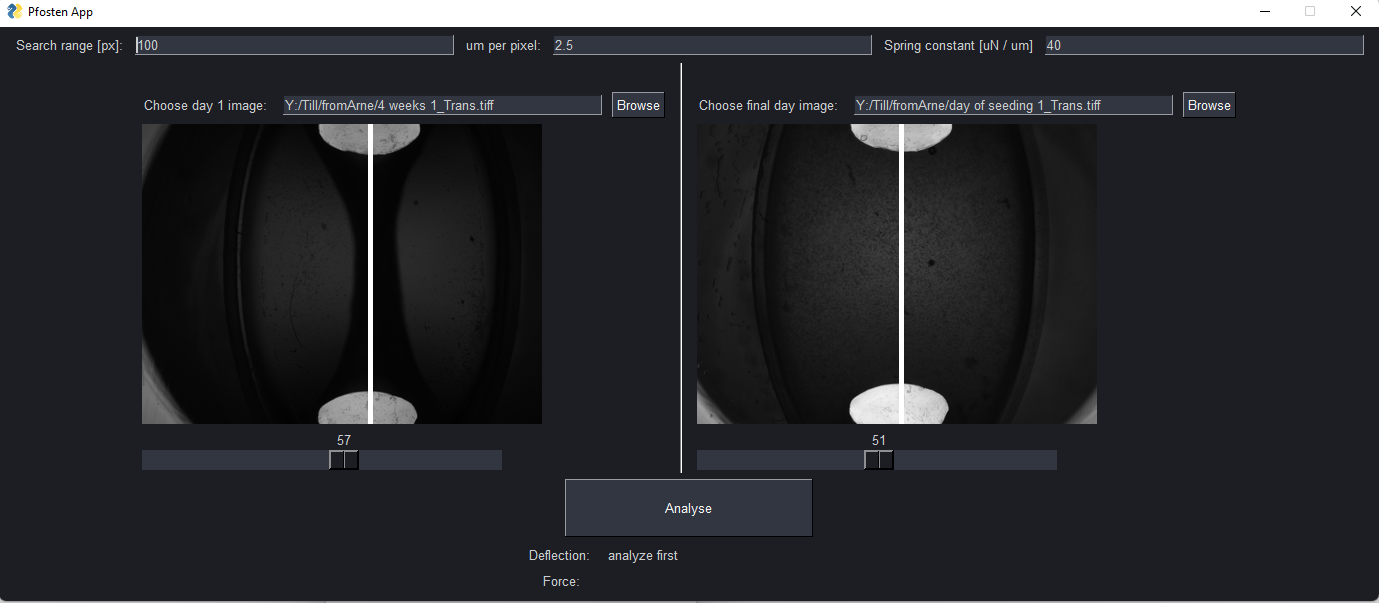 Pfosten App
Search range [px]: 100 um per pixel: 2.5 Spring constant [uN / um] 40
Choose day 1 image: Y:/Till/fromArne/4 weeks 1_Trans.tiff Browse
Choose final day image: Y:/Till/fromArne/day of seeding 1_Trans.tiff Browse
57
51
Analyse
Deflection: analyze first
Force: